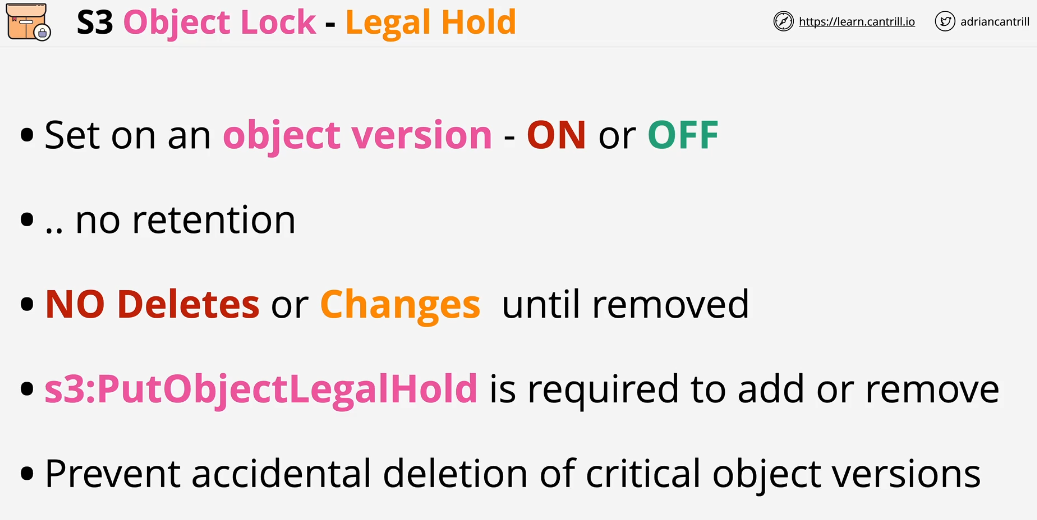 S3 Object Lock - Legal Hold
https://learn.cantrill.io
adriancantrill
• Set on an object version - ON or OFF
• .. no retention
• NO Deletes or Changes until removed
• s3:PutObjectLegalHold is required to add or remove
• Prevent accidental deletion of critical object versions